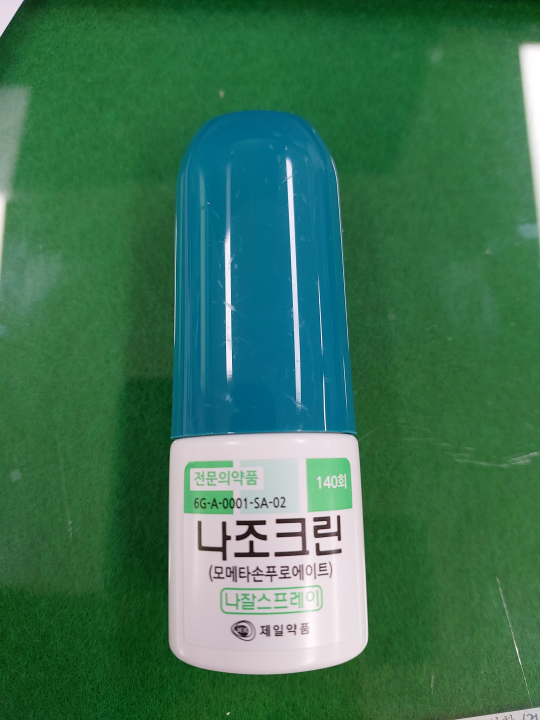 전문의약품
140회
6G-A-0001-SA-02
나조크린
(모메타손푸로에이트)
나잘스프레이
제일약품